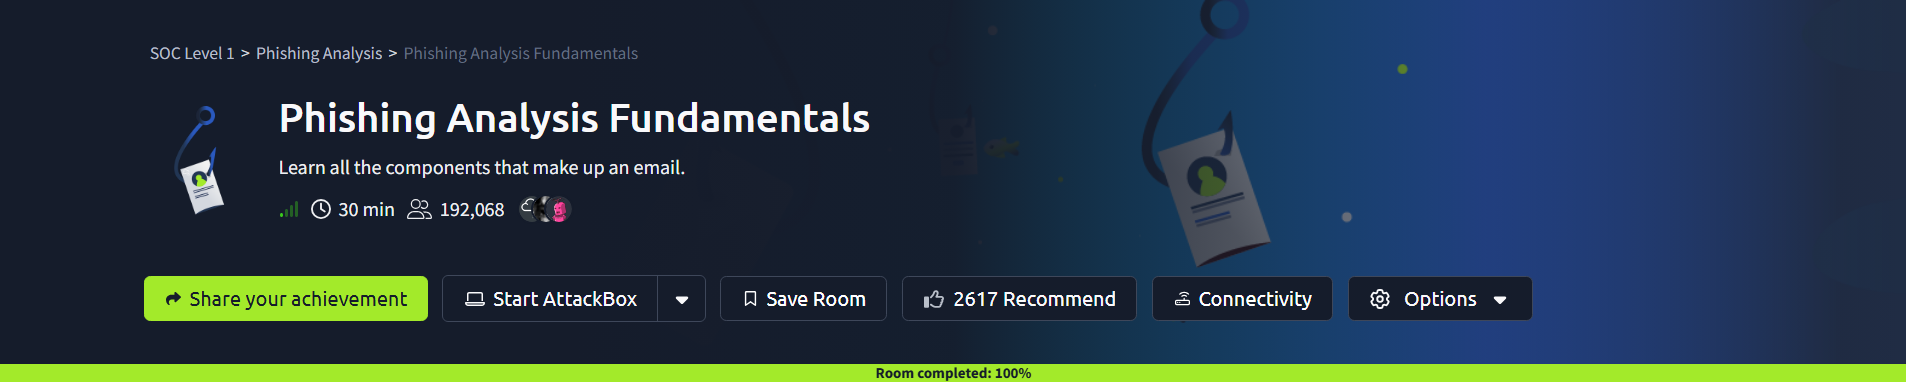 SOC Level 1 > Phishing Analysis > Phishing Analysis Fundamentals
Phishing Analysis Fundamentals
Learn all the components that make up an email.
30 min 192,068
Share your achievement Start AttackBox Save Room 2617 Recommend Connectivity Options
Room completed: 100%